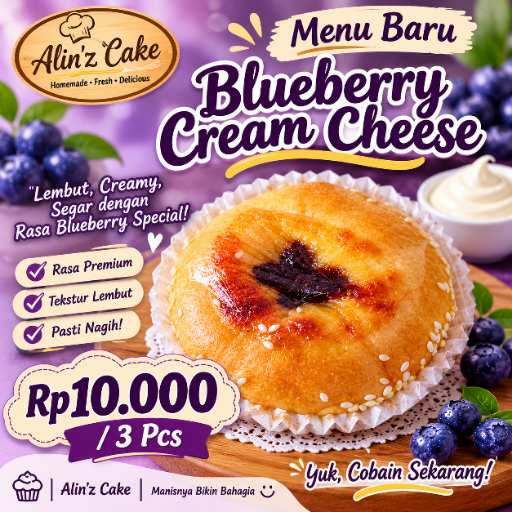 Alin'z Cake
Homemade • Fresh • Delicious
Menu Baru
Blueberry
Cream Cheese
"Lembut, Creamy,
Segar dengan
Rasa Blueberry Special!
Rasa Premium
Tekstur Lembut
Pasti Nagih!
Rp10.000
/ 3 Pcs
Yuk, Cobain Sekarang!
Alin'z Cake | Manisnya Bikin Bahagia